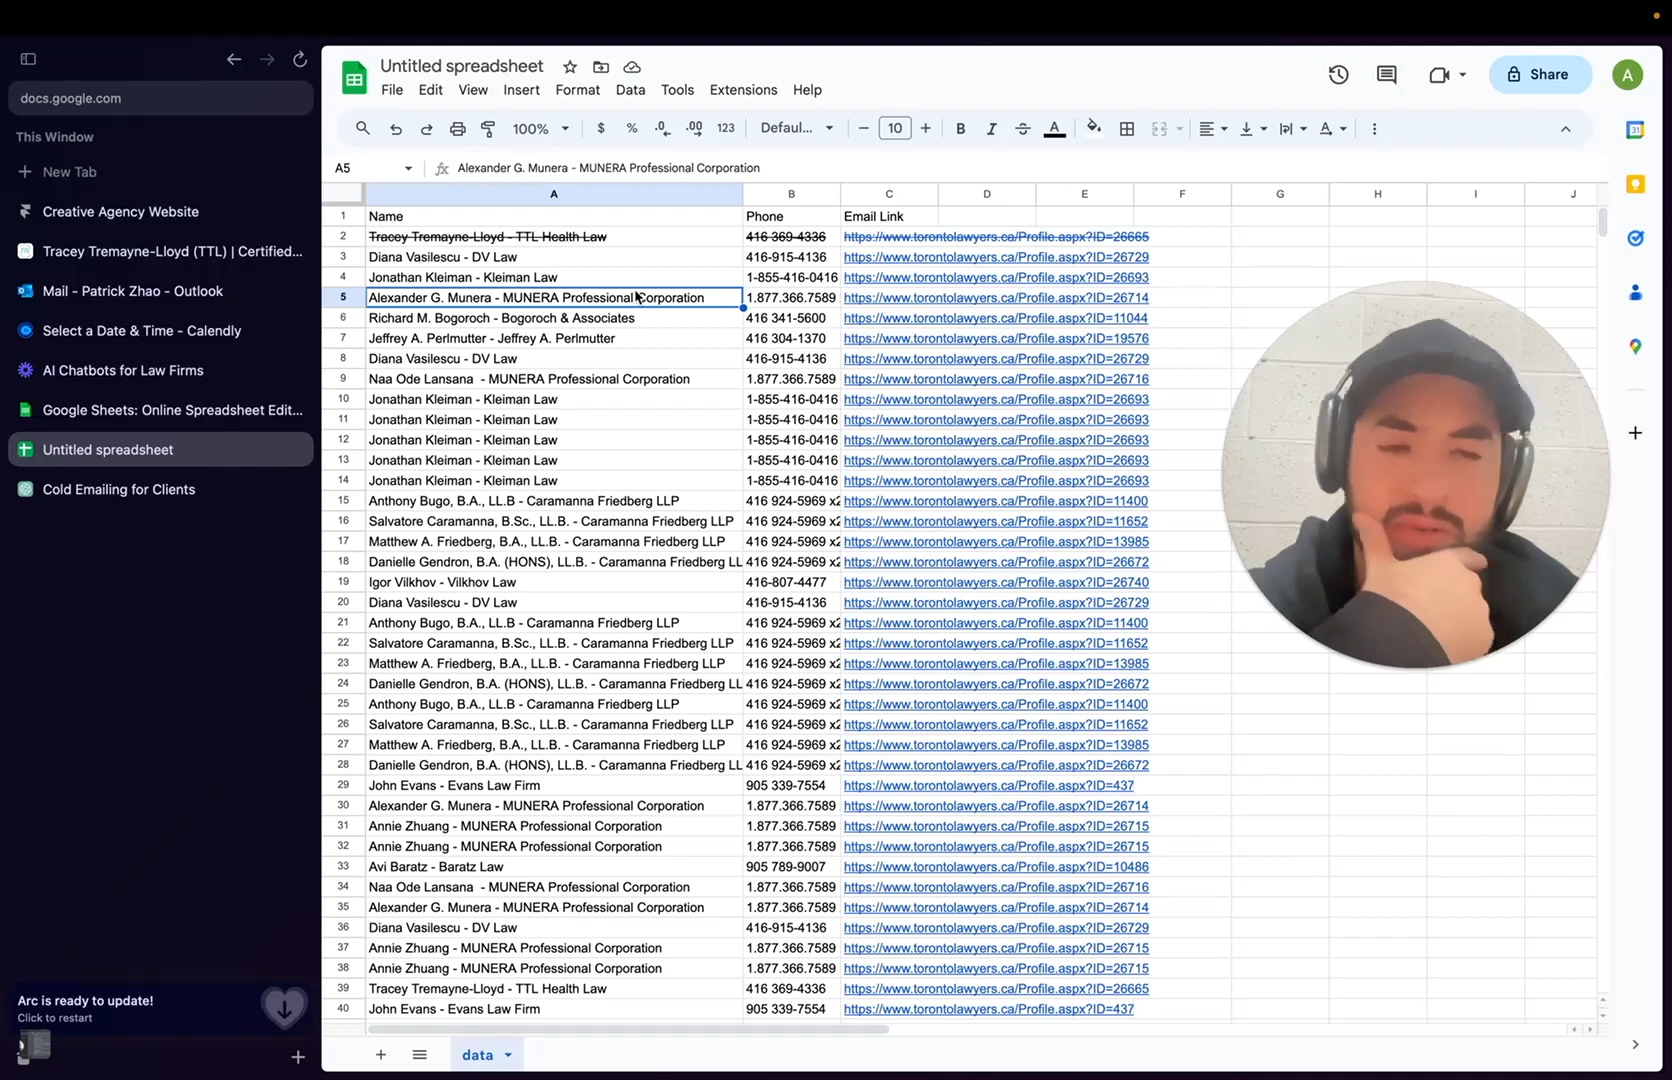 docs.google.com
This Window
New Tab
Creative Agency Website
Tracey Tremayne-Lloyd (TTL) | Certified...
Mail - Patrick Zhao - Outlook
Select a Date & Time - Calendly
AI Chatbots for Law Firms
Google Sheets: Online Spreadsheet Edit...
Untitled spreadsheet
Cold Emailing for Clients
Arc is ready to update!
Click to restart
Untitled spreadsheet
File Edit View Insert Format Data Tools Extensions Help
Share
A
100% $ % .0 .00 123 Defaul... 10 B I A
A5 fx Alexander G. Munera - MUNERA Professional Corporation
A B C D E F G H I J
1 Name Phone Email Link
2 Tracey Tremayne-Lloyd - TTL Health Law 416 369-4336 https://www.torontolawyers.ca/Profile.aspx?ID=26665
3 Diana Vasilescu - DV Law 416-915-4136 https://www.torontolawyers.ca/Profile.aspx?ID=26729
4 Jonathan Kleiman - Kleiman Law 1-855-416-0416 https://www.torontolawyers.ca/Profile.aspx?ID=26693
5 Alexander G. Munera - MUNERA Professional Corporation 1.877.366.7589 https://www.torontolawyers.ca/Profile.aspx?ID=26714
6 Richard M. Bogoroch - Bogoroch & Associates 416 341-5600 https://www.torontolawyers.ca/Profile.aspx?ID=11044
7 Jeffrey A. Perlmutter - Jeffrey A. Perlmutter 416 304-1370 https://www.torontolawyers.ca/Profile.aspx?ID=19576
8 Diana Vasilescu - DV Law 416-915-4136 https://www.torontolawyers.ca/Profile.aspx?ID=26729
9 Naa Ode Lansana - MUNERA Professional Corporation 1.877.366.7589 https://www.torontolawyers.ca/Profile.aspx?ID=26716
10 Jonathan Kleiman - Kleiman Law 1-855-416-0416 https://www.torontolawyers.ca/Profile.aspx?ID=26693
11 Jonathan Kleiman - Kleiman Law 1-855-416-0416 https://www.torontolawyers.ca/Profile.aspx?ID=26693
12 Jonathan Kleiman - Kleiman Law 1-855-416-0416 https://www.torontolawyers.ca/Profile.aspx?ID=26693
13 Jonathan Kleiman - Kleiman Law 1-855-416-0416 https://www.torontolawyers.ca/Profile.aspx?ID=26693
14 Jonathan Kleiman - Kleiman Law 1-855-416-0416 https://www.torontolawyers.ca/Profile.aspx?ID=26693
15 Anthony Bugo, B.A., LL.B - Caramanna Friedberg LLP 416 924-5969 x2 https://www.torontolawyers.ca/Profile.aspx?ID=11400
16 Salvatore Caramanna, B.Sc., LL.B. - Caramanna Friedberg LLP 416 924-5969 x2 https://www.torontolawyers.ca/Profile.aspx?ID=11652
17 Matthew A. Friedberg, B.A., LL.B. - Caramanna Friedberg LLP 416 924-5969 x2 https://www.torontolawyers.ca/Profile.aspx?ID=13985
18 Danielle Gendron, B.A. (HONS), LL.B. - Caramanna Friedberg LL 416 924-5969 x2 https://www.torontolawyers.ca/Profile.aspx?ID=26672
19 Igor Vilkhov - Vilkhov Law 416-807-4477 https://www.torontolawyers.ca/Profile.aspx?ID=26740
20 Diana Vasilescu - DV Law 416-915-4136 https://www.torontolawyers.ca/Profile.aspx?ID=26729
21 Anthony Bugo, B.A., LL.B - Caramanna Friedberg LLP 416 924-5969 x2 https://www.torontolawyers.ca/Profile.aspx?ID=11400
22 Salvatore Caramanna, B.Sc., LL.B. - Caramanna Friedberg LLP 416 924-5969 x2 https://www.torontolawyers.ca/Profile.aspx?ID=11652
23 Matthew A. Friedberg, B.A., LL.B. - Caramanna Friedberg LLP 416 924-5969 x2 https://www.torontolawyers.ca/Profile.aspx?ID=13985
24 Danielle Gendron, B.A. (HONS), LL.B. - Caramanna Friedberg LL 416 924-5969 x2 https://www.torontolawyers.ca/Profile.aspx?ID=26672
25 Anthony Bugo, B.A., LL.B - Caramanna Friedberg LLP 416 924-5969 x2 https://www.torontolawyers.ca/Profile.aspx?ID=11400
26 Salvatore Caramanna, B.Sc., LL.B. - Caramanna Friedberg LLP 416 924-5969 x2 https://www.torontolawyers.ca/Profile.aspx?ID=11652
27 Matthew A. Friedberg, B.A., LL.B. - Caramanna Friedberg LLP 416 924-5969 x2 https://www.torontolawyers.ca/Profile.aspx?ID=13985
28 Danielle Gendron, B.A. (HONS), LL.B. - Caramanna Friedberg LL 416 924-5969 x2 https://www.torontolawyers.ca/Profile.aspx?ID=26672
29 John Evans - Evans Law Firm 905 339-7554 https://www.torontolawyers.ca/Profile.aspx?ID=437
30 Alexander G. Munera - MUNERA Professional Corporation 1.877.366.7589 https://www.torontolawyers.ca/Profile.aspx?ID=26714
31 Annie Zhuang - MUNERA Professional Corporation 1.877.366.7589 https://www.torontolawyers.ca/Profile.aspx?ID=26715
32 Annie Zhuang - MUNERA Professional Corporation 1.877.366.7589 https://www.torontolawyers.ca/Profile.aspx?ID=26715
33 Avi Baratz - Baratz Law 905 789-9007 https://www.torontolawyers.ca/Profile.aspx?ID=10486
34 Naa Ode Lansana - MUNERA Professional Corporation 1.877.366.7589 https://www.torontolawyers.ca/Profile.aspx?ID=26716
35 Alexander G. Munera - MUNERA Professional Corporation 1.877.366.7589 https://www.torontolawyers.ca/Profile.aspx?ID=26714
36 Diana Vasilescu - DV Law 416-915-4136 https://www.torontolawyers.ca/Profile.aspx?ID=26729
37 Annie Zhuang - MUNERA Professional Corporation 1.877.366.7589 https://www.torontolawyers.ca/Profile.aspx?ID=26715
38 Annie Zhuang - MUNERA Professional Corporation 1.877.366.7589 https://www.torontolawyers.ca/Profile.aspx?ID=26715
39 Tracey Tremayne-Lloyd - TTL Health Law 416 369-4336 https://www.torontolawyers.ca/Profile.aspx?ID=26665
40 John Evans - Evans Law Firm 905 339-7554 https://www.torontolawyers.ca/Profile.aspx?ID=437
data